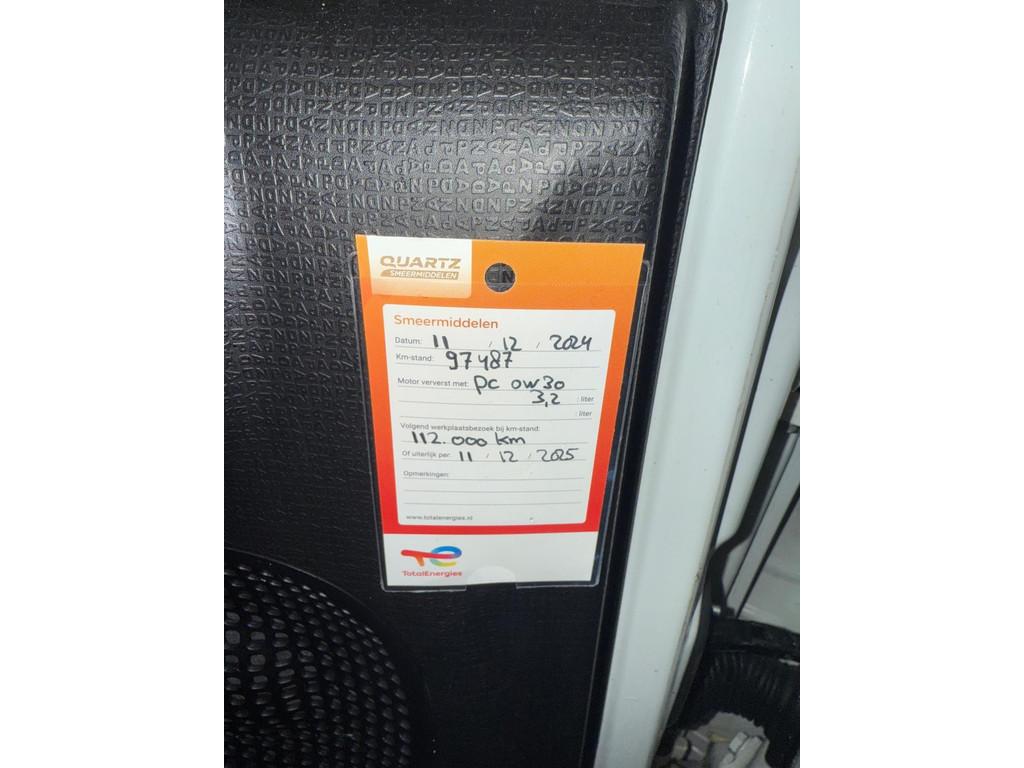 QUARTZ
SMEERMIDDELEN
Smeermiddelen
Datum: 11 / 12 / 2024
Km-stand: 97487
Motor ververst met: PC 0W30
3,2 : liter
: liter
Volgend werkplaatsbezoek bij km-stand:
112.000 km
Of uiterlijk per: 11 / 12 / 2025
Opmerkingen:
www.totalenergies.nl
TotalEnergies